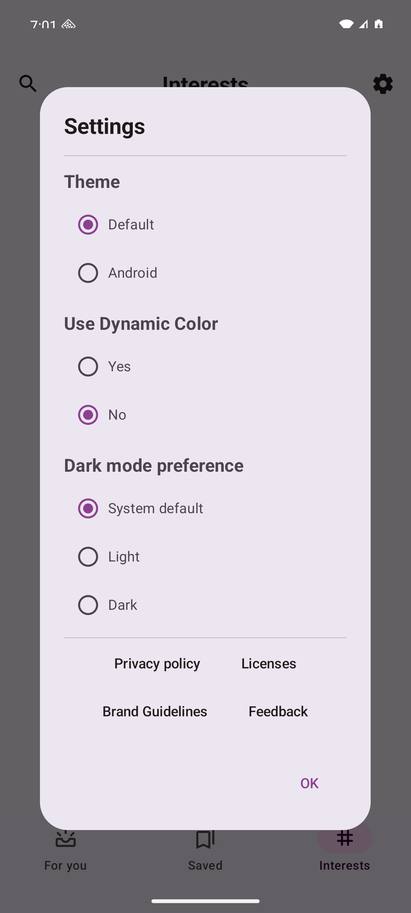 7:01
Interests
Settings
Theme
Default
Android
Use Dynamic Color
Yes
No
Dark mode preference
System default
Light
Dark
Privacy policy Licenses
Brand Guidelines Feedback
OK
For you Saved Interests